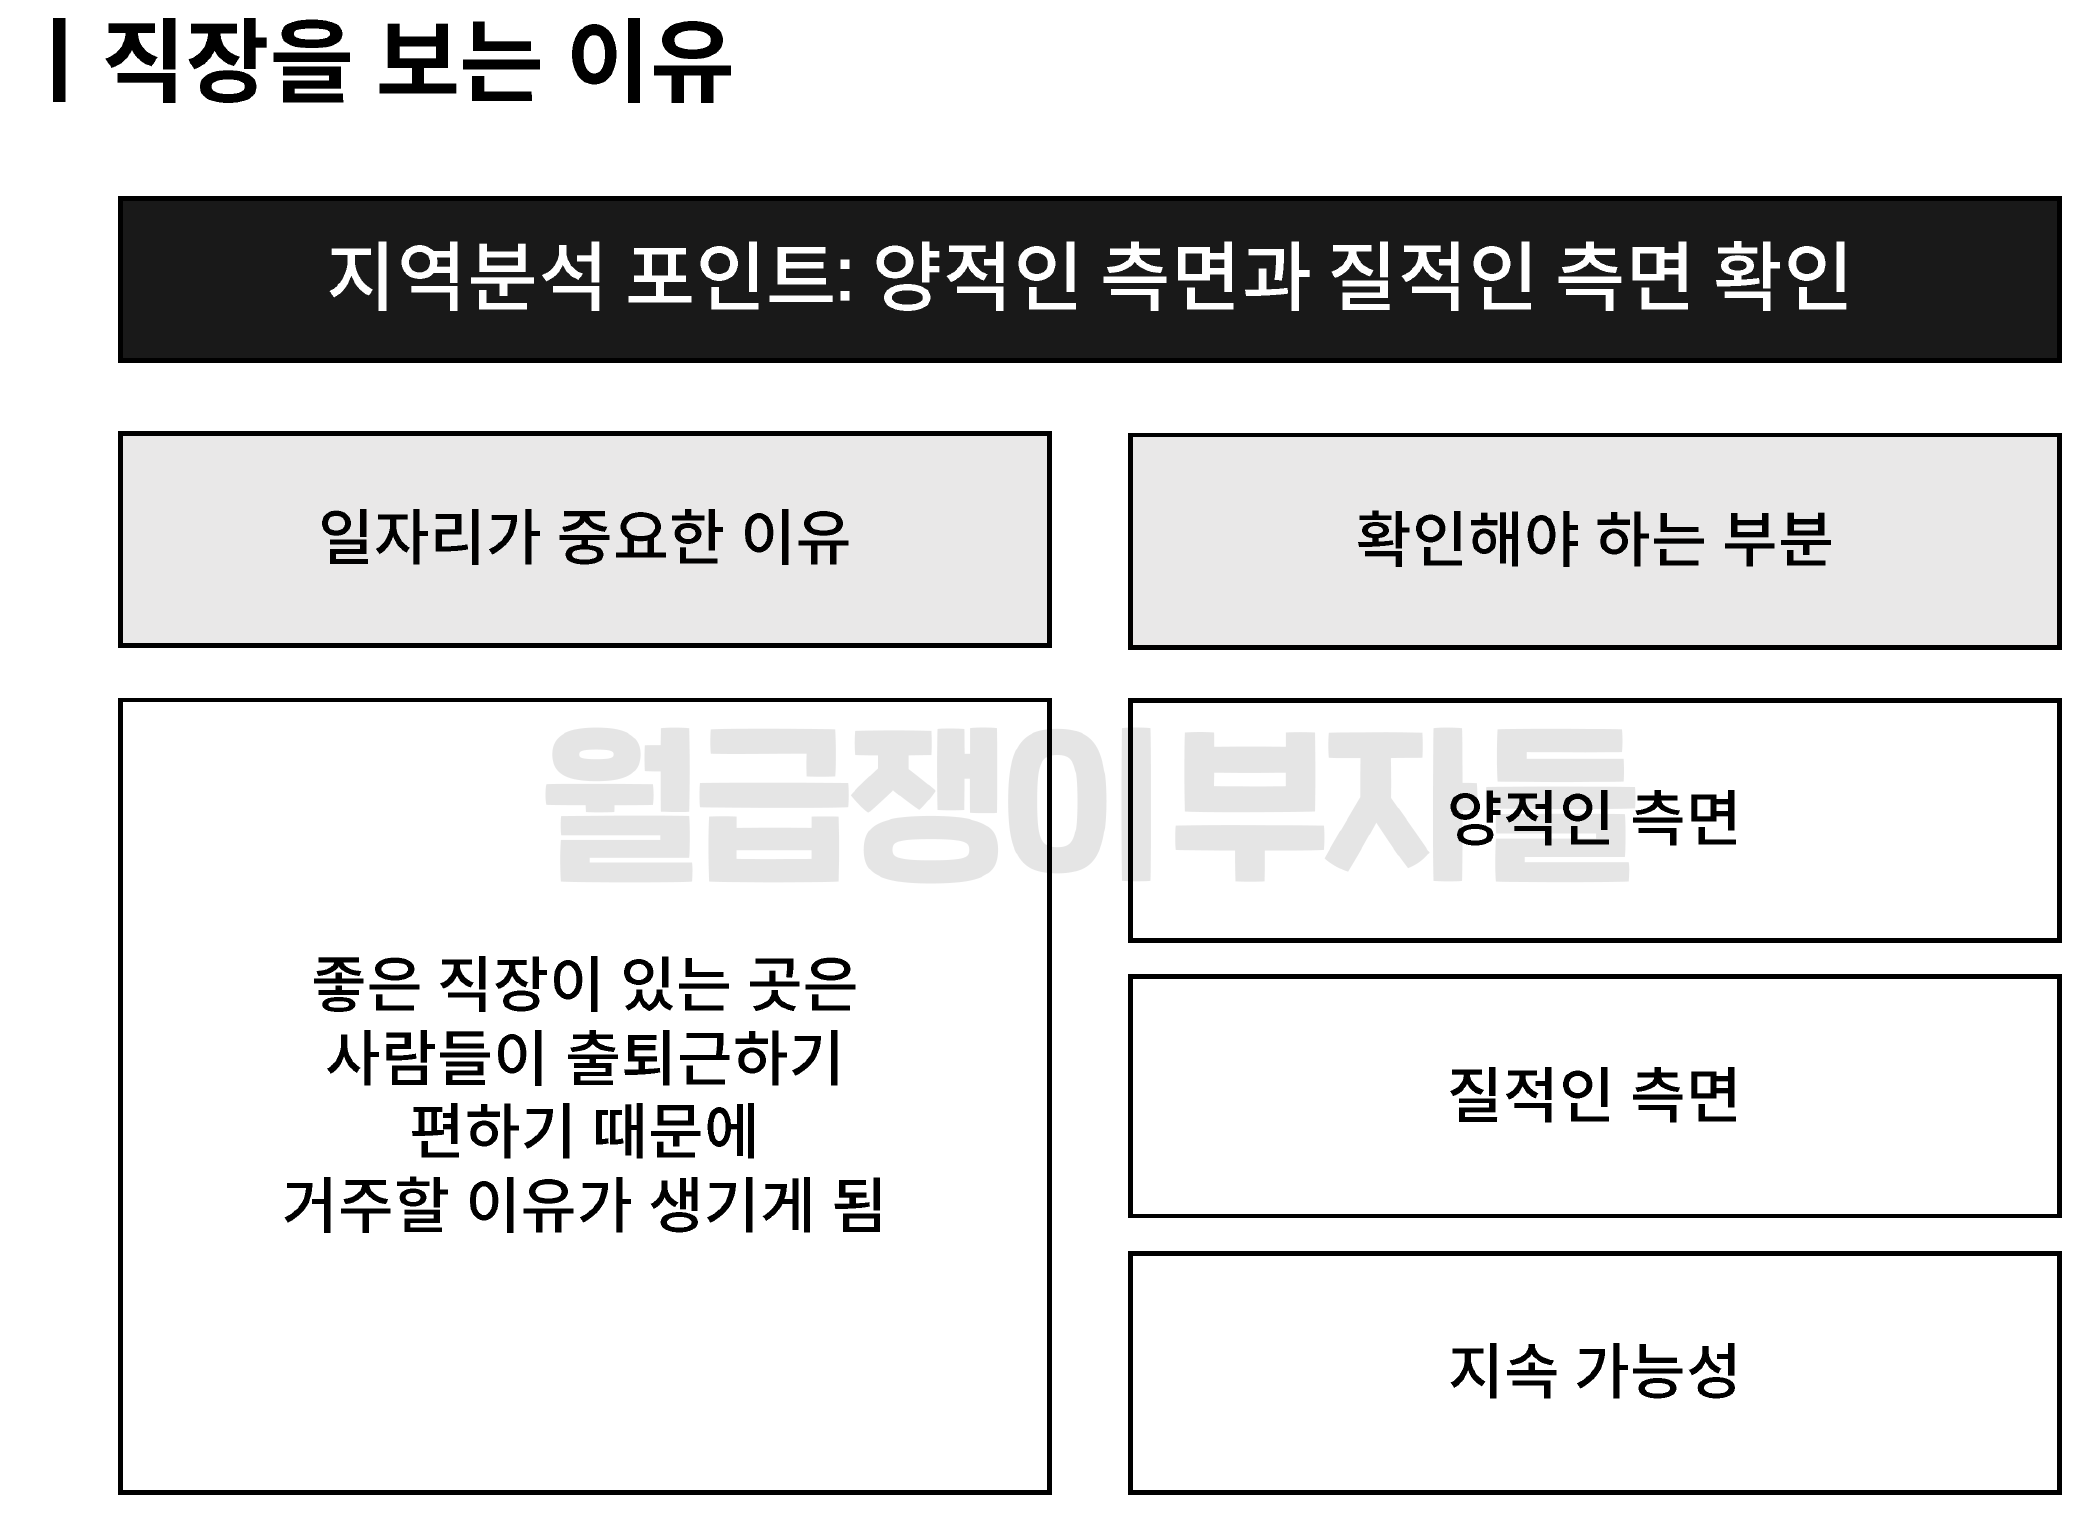 직장을 보는 이유
지역분석 포인트: 양적인 측면과 질적인 측면 확인
일자리가 중요한 이유
확인해야 하는 부분
월급쟁이부자들
좋은 직장이 있는 곳은
사람들이 출퇴근하기
편하기 때문에
거주할 이유가 생기게 됨
양적인 측면
질적인 측면
지속 가능성